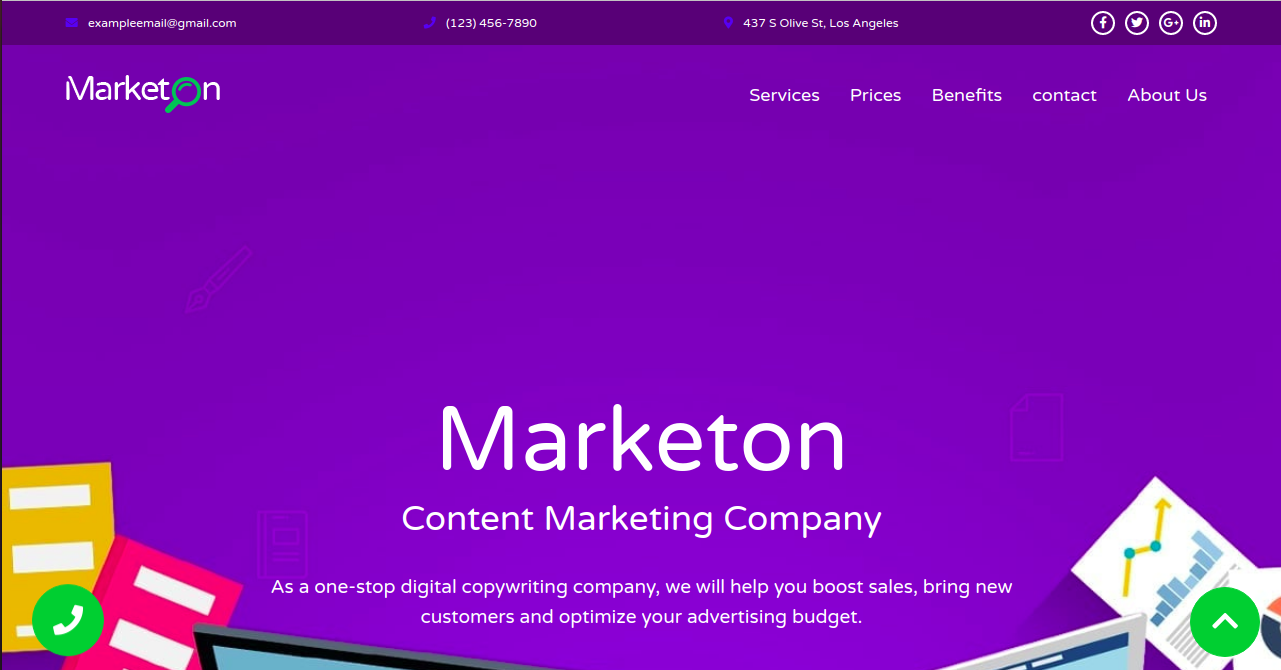 exampleemail@gmail.com
(123) 456-7890
437 S Olive St, Los Angeles
Marketon
Services
Prices
Benefits
contact
About Us
Marketon
Content Marketing Company
As a one-stop digital copywriting company, we will help you boost sales, bring new
customers and optimize your advertising budget.